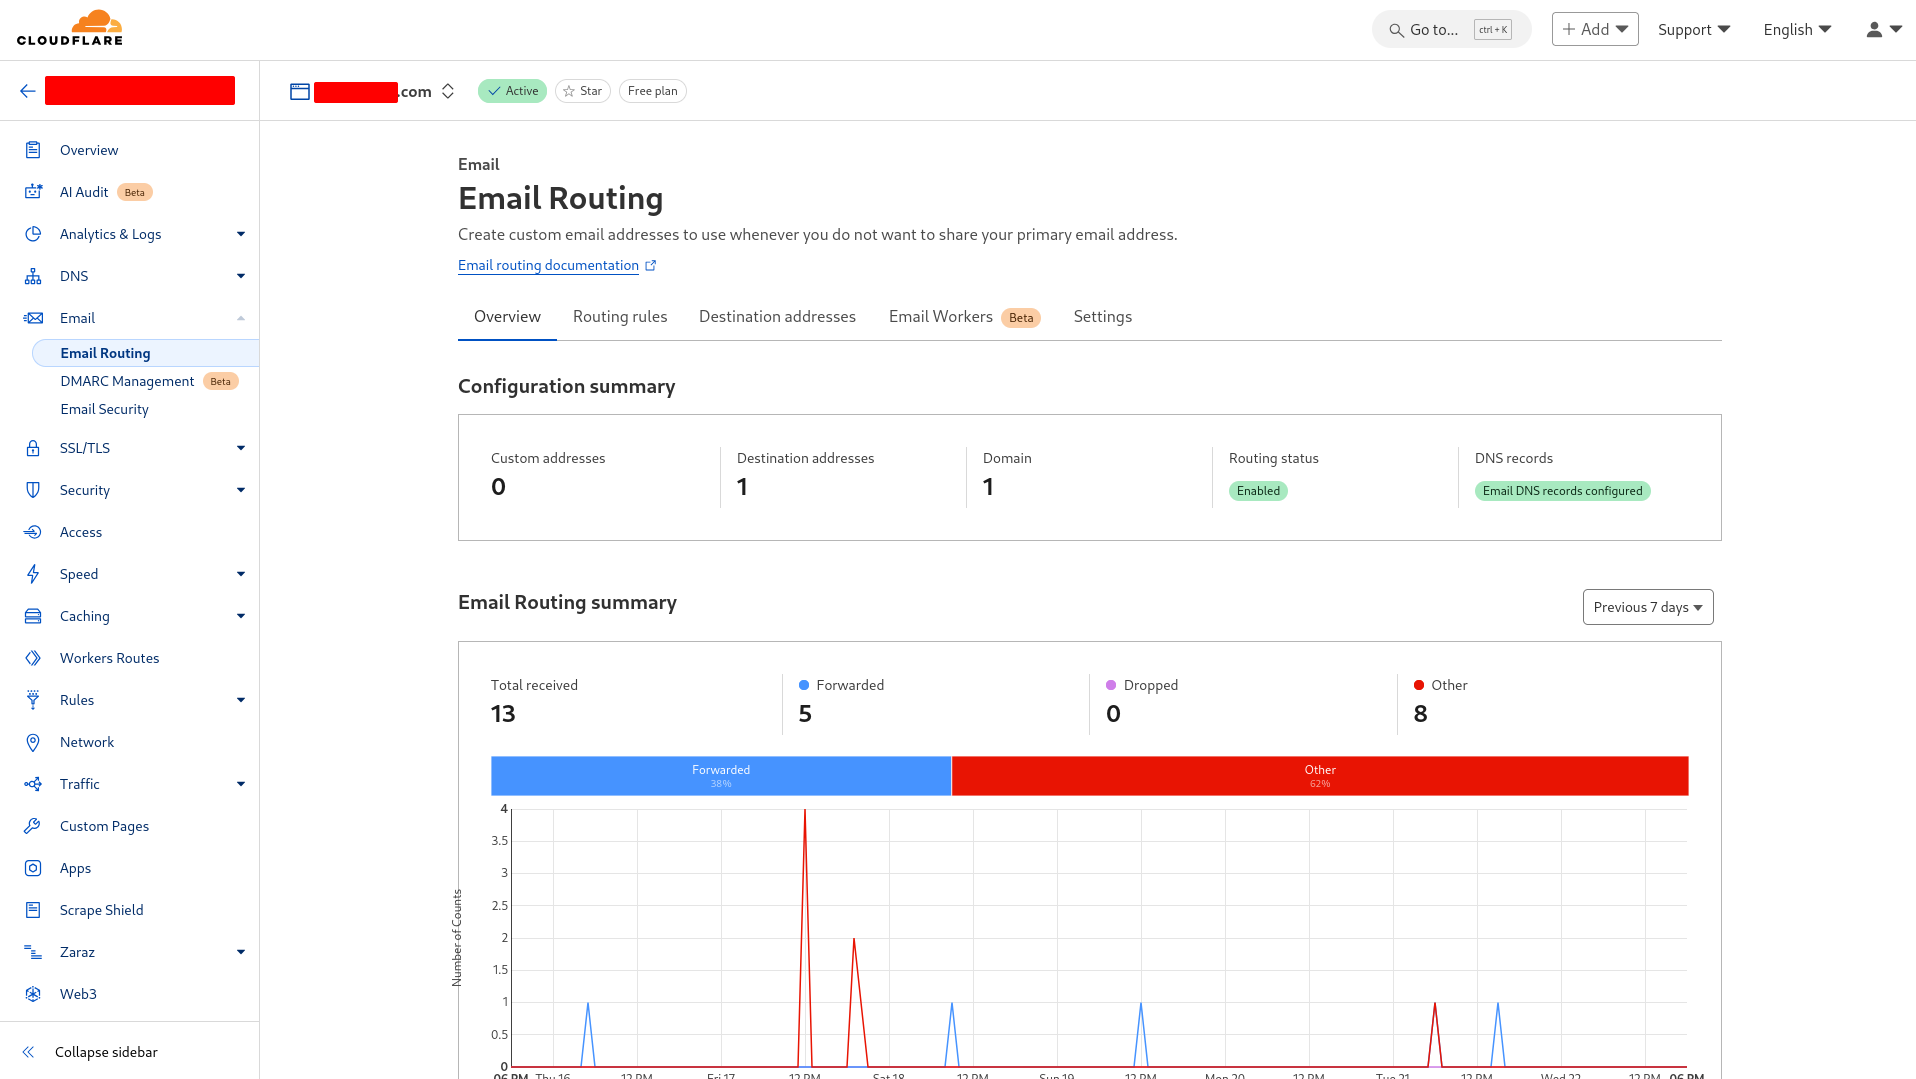 CLOUDFLARE
Go to... ctrl + K
Add
Support
English
.com
Active
Star
Free plan
Overview
AI Audit Beta
Analytics & Logs
DNS
Email
Email Routing
DMARC Management Beta
Email Security
SSL/TLS
Security
Access
Speed
Caching
Workers Routes
Rules
Network
Traffic
Custom Pages
Apps
Scrape Shield
Zaraz
Web3
Collapse sidebar
Email
Email Routing
Create custom email addresses to use whenever you do not want to share your primary email address.
Email routing documentation
Overview Routing rules Destination addresses Email Workers Beta Settings
Configuration summary
Custom addresses
0
Destination addresses
1
Domain
1
Routing status
Enabled
DNS records
Email DNS records configured
Email Routing summary
Previous 7 days
Total received
13
Forwarded
5
Dropped
0
Other
8
Forwarded
38%
Other
62%
Number of Counts
4
3.5
3
2.5
2
1.5
1
0.5
0
06 PM Thu 16 12 PM Fri 17 12 PM Sat 18 12 PM Sun 19 12 PM Mon 20 12 PM Tue 21 12 PM Wed 22 12 PM 06 PM